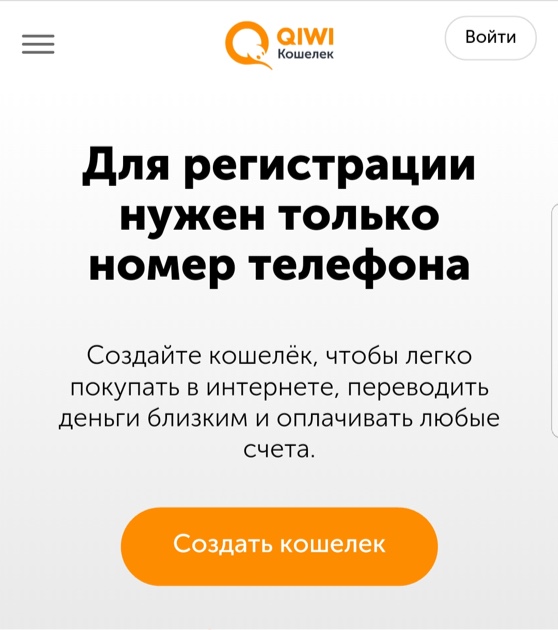 QIWI
Кошелек
Войти
Для регистрации
нужен только
номер телефона
Создайте кошелёк, чтобы легко
покупать в интернете, переводить
деньги близким и оплачивать любые
счета.
Создать кошелек